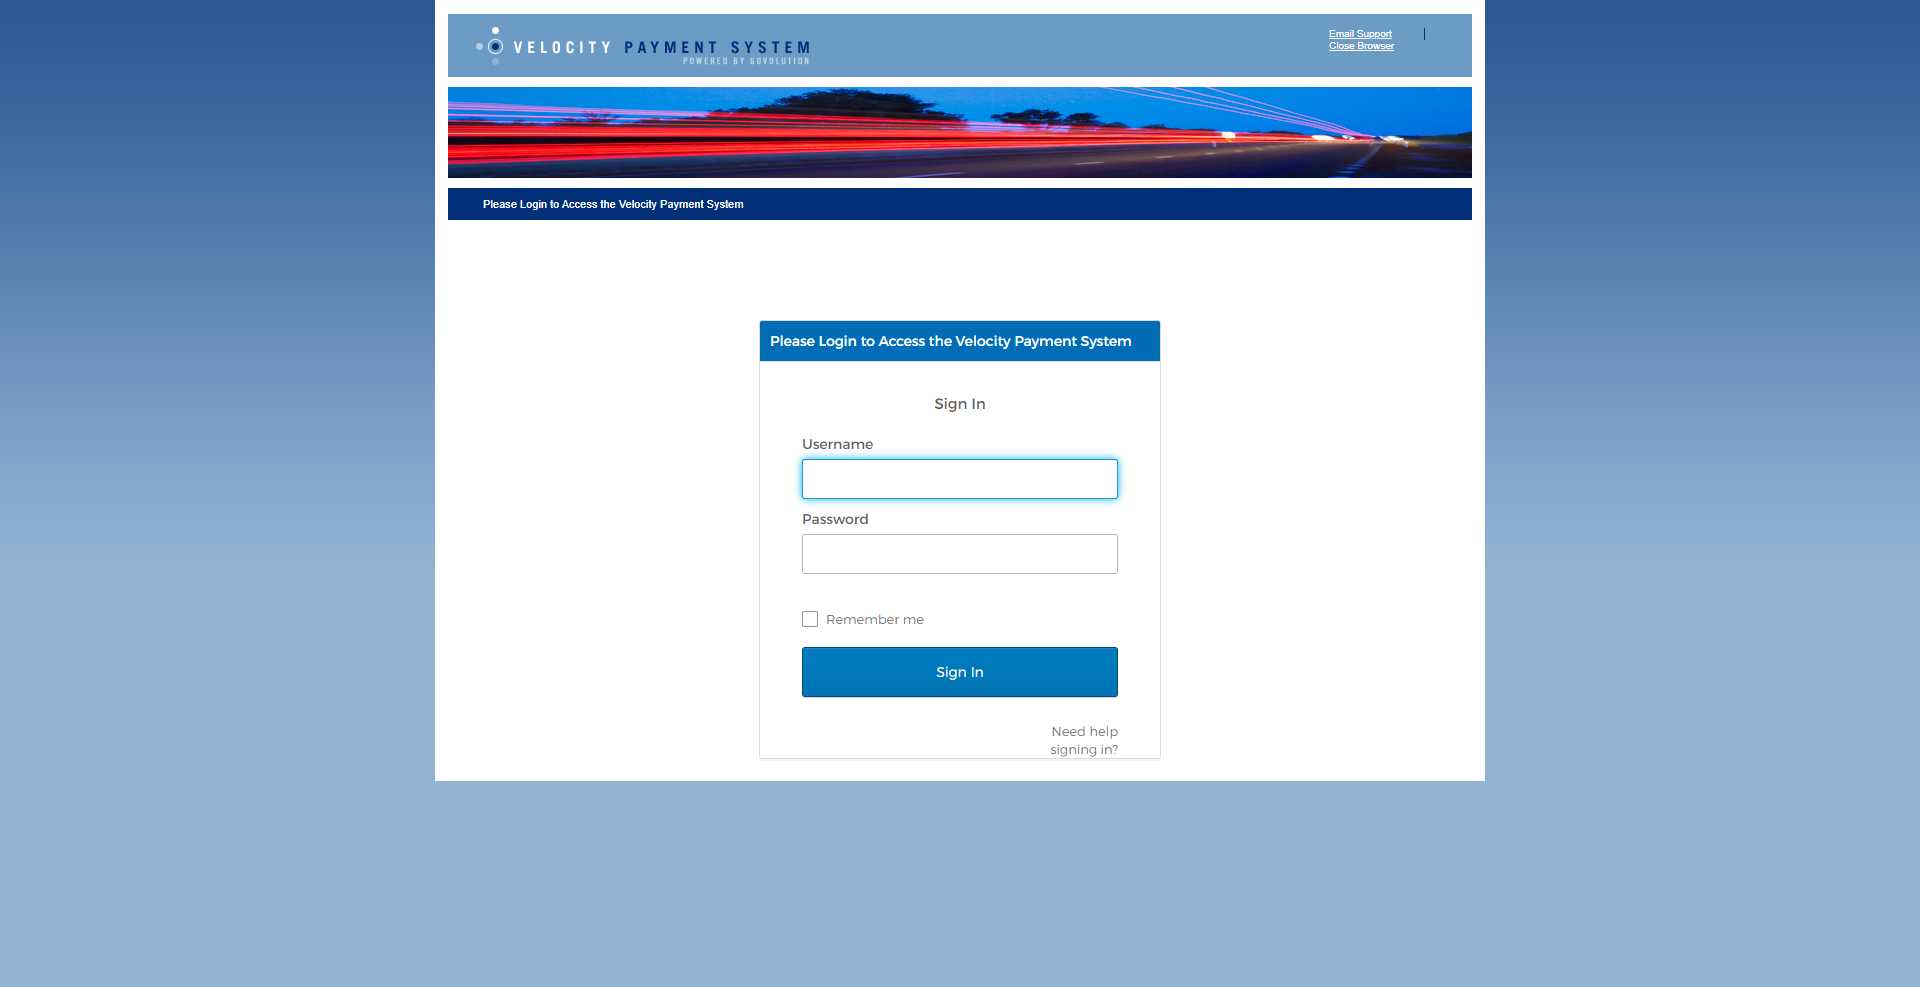 VELOCITY PAYMENT SYSTEM
POWERED BY GOVOLUTION
Email Support |
Close Browser
Please Login to Access the Velocity Payment System
Please Login to Access the Velocity Payment System
Sign In
Username
Password
Remember me
Sign In
Need help
signing in?